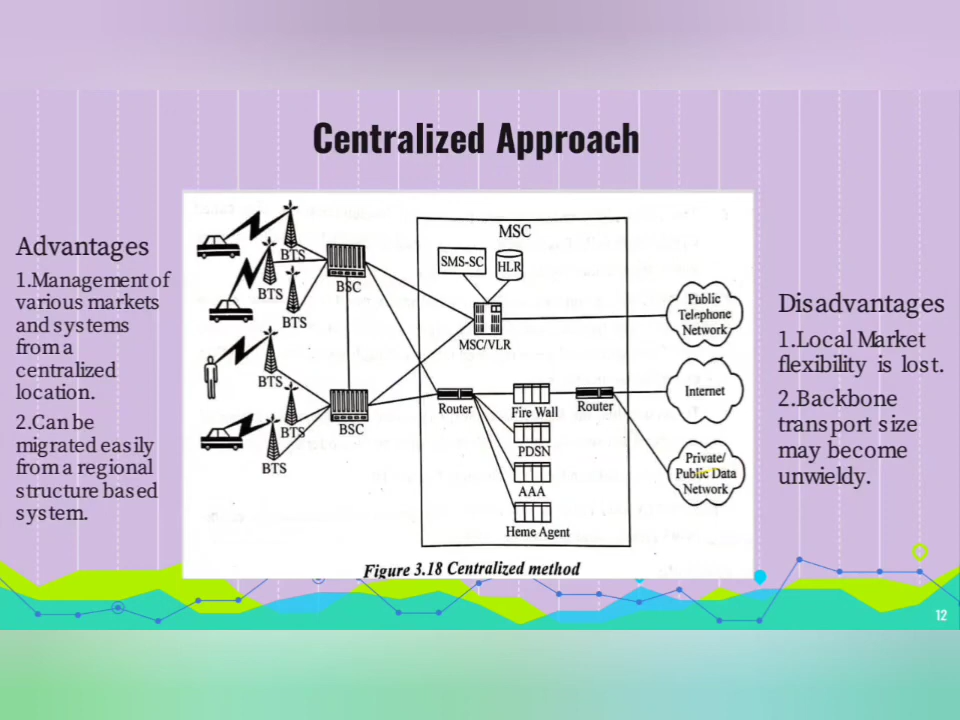 Centralized Approach
Advantages
1.Management of
various markets
and systems
from a
centralized
location.
2.Can be
migrated easily
from a regional
structure based
system.
BTS
BTS
BTS
BSC
BTS
BTS
BTS
BSC
MSC
SMS-SC
HLR
MSC/VLR
Router
Fire Wall
Router
PDSN
AAA
Heme Agent
Public
Telephone
Network
Internet
Private/
Public Data
Network
Figure 3.18 Centralized method
Disadvantages
1.Local Market
flexibility is lost.
2.Backbone
transport size
may become
unwieldy.
12